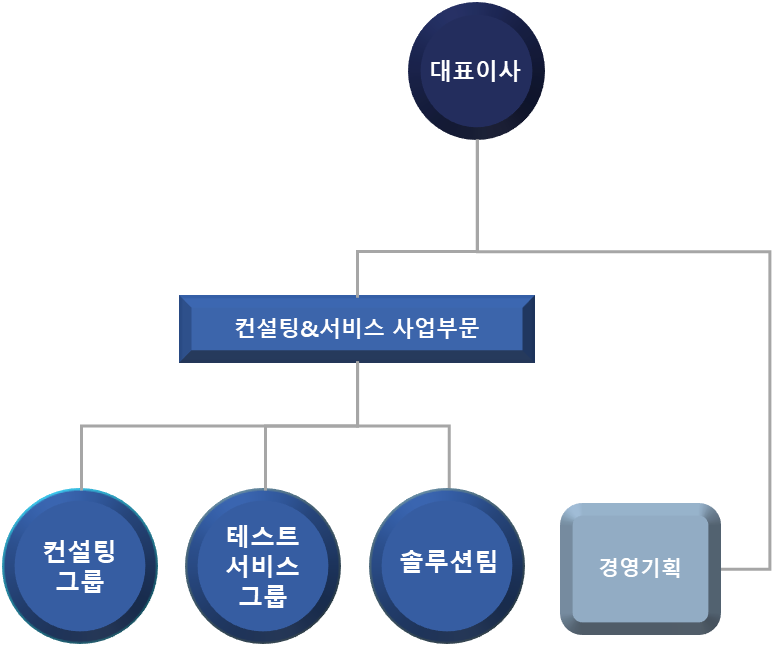 대표이사
컨설팅&서비스 사업부문
컨설팅
그룹
테스트
서비스
그룹
솔루션팀
경영기획